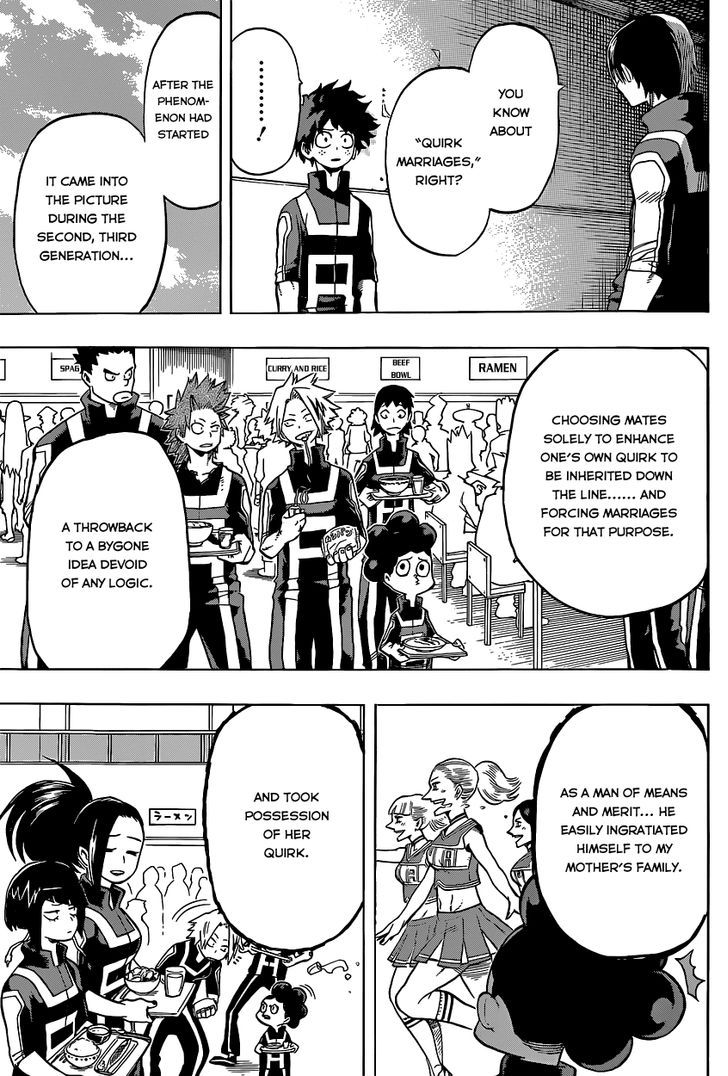 YOU
KNOW
ABOUT
"QUIRK
MARRIAGES,"
RIGHT?
........!
AFTER THE
PHENOM-
ENON HAD
STARTED
IT CAME INTO
THE PICTURE
DURING THE
SECOND, THIRD
GENERATION...
SPAG
CURRY AND RICE
BEEF
BOWL
RAMEN
CHOOSING MATES
SOLELY TO ENHANCE
ONE'S OWN QUIRK TO
BE INHERITED DOWN
THE LINE...... AND
FORCING MARRIAGES
FOR THAT PURPOSE.
A THROWBACK
TO A BYGONE
IDEA DEVOID
OF ANY LOGIC.
AS A MAN OF MEANS
AND MERIT... HE
EASILY INGRATIATED
HIMSELF TO MY
MOTHER'S FAMILY.
AND TOOK
POSSESSION
OF HER
QUIRK.
ラーメン